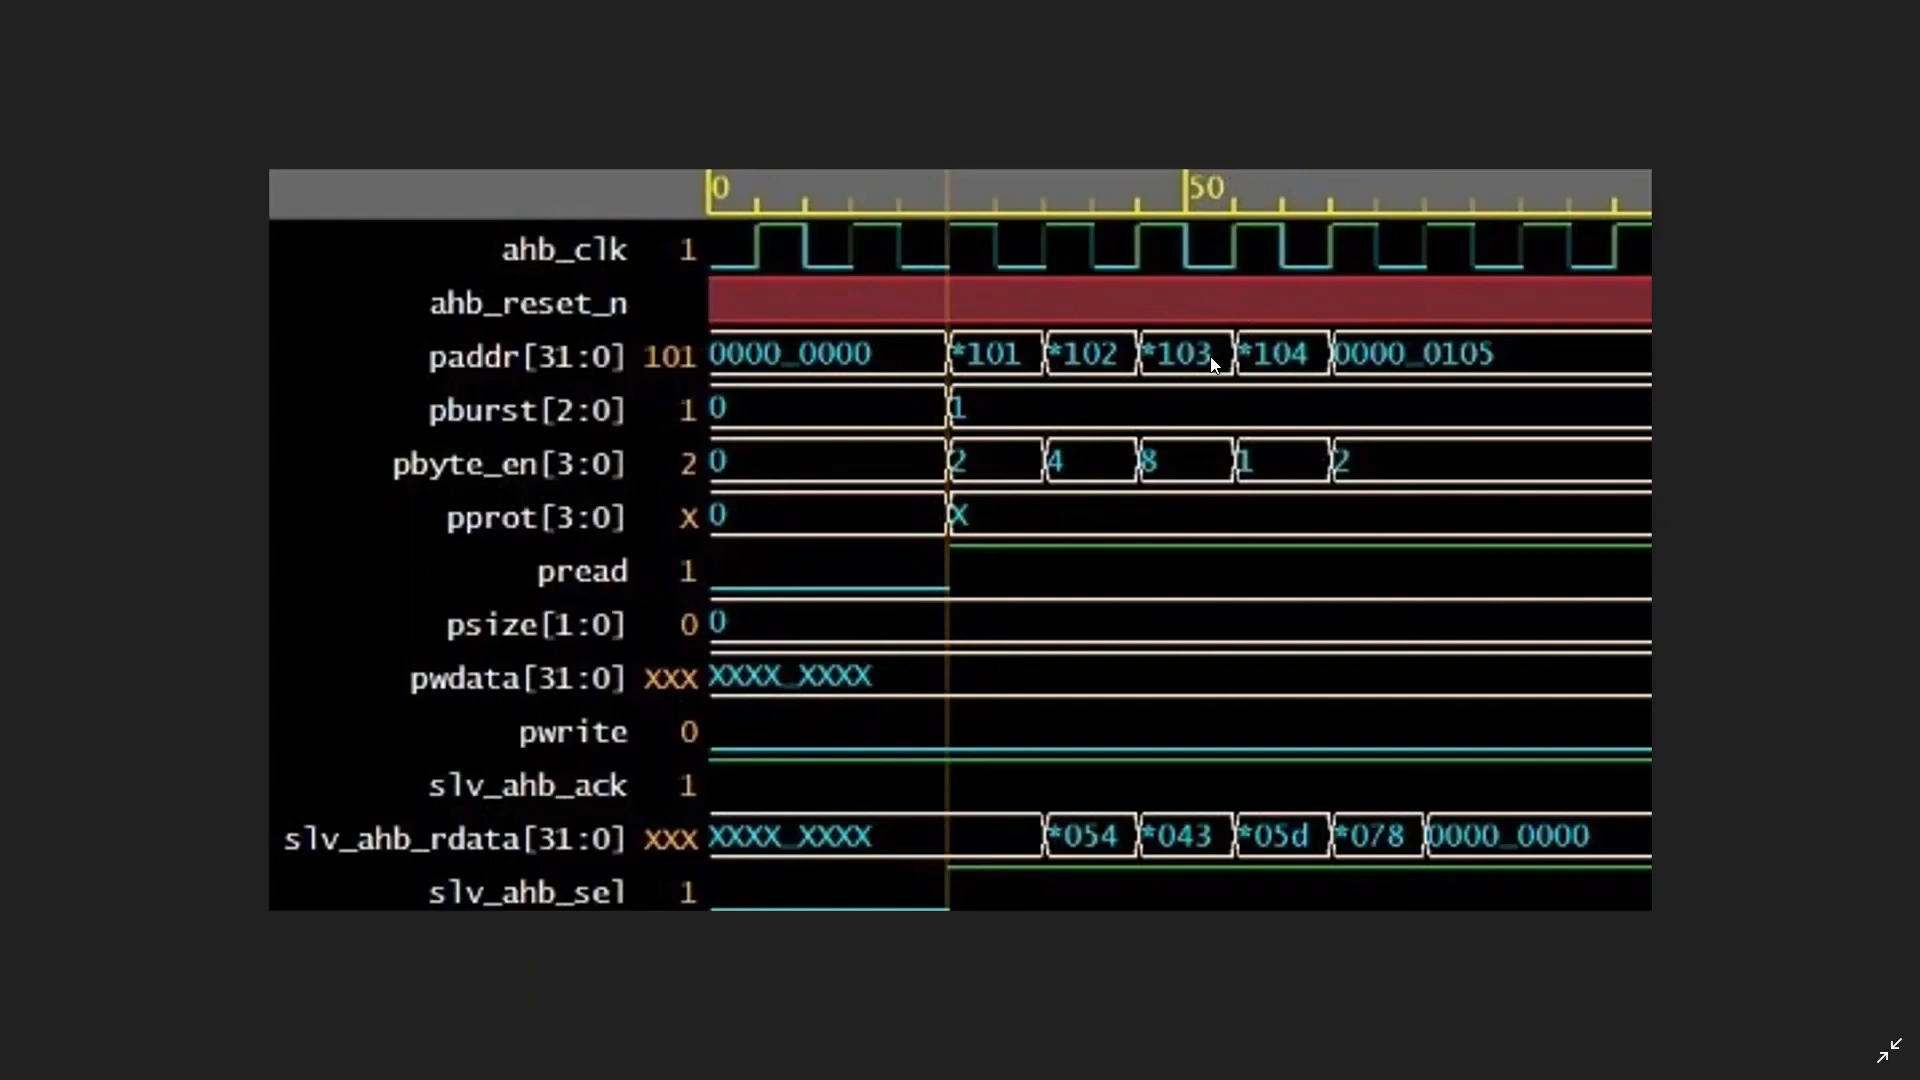 0 50
ahb_clk 1
ahb_reset_n
paddr[31:0] 101 0000_0000 *101 *102 *103 *104 0000_0105
pburst[2:0] 1 0 1
pbyte_en[3:0] 2 0 2 4 8 1 2
pprot[3:0] X 0 X
pread 1
psize[1:0] 0 0
pwdata[31:0] XXX XXXX_XXXX
pwrite 0
slv_ahb_ack 1
slv_ahb_rdata[31:0] XXX XXXX_XXXX *054 *043 *05d *078 0000_0000
slv_ahb_sel 1